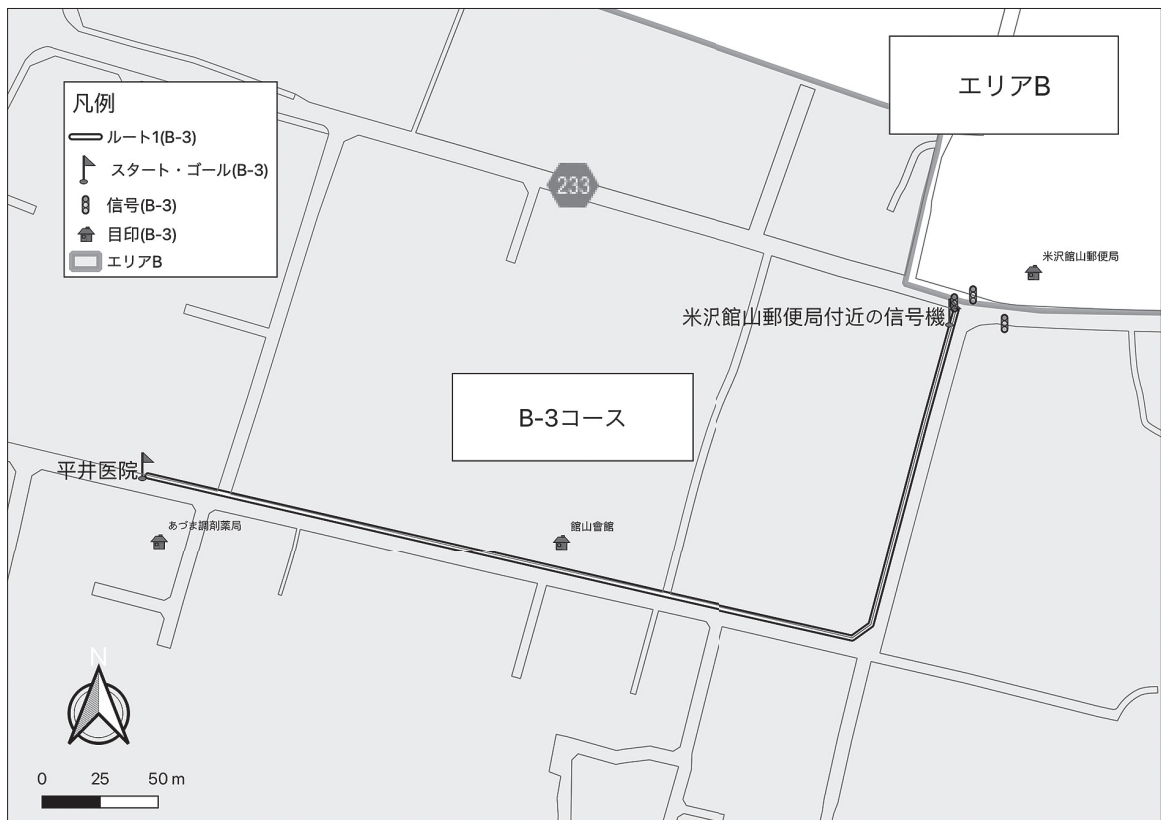 エリアB
凡例
ルート1(B-3)
スタート・ゴール(B-3)
信号(B-3)
目印(B-3)
エリアB
233
米沢館山郵便局
米沢館山郵便局付近の信号機
B-3コース
平井医院
あづま調剤薬局
館山會館
N
0 25 50 m